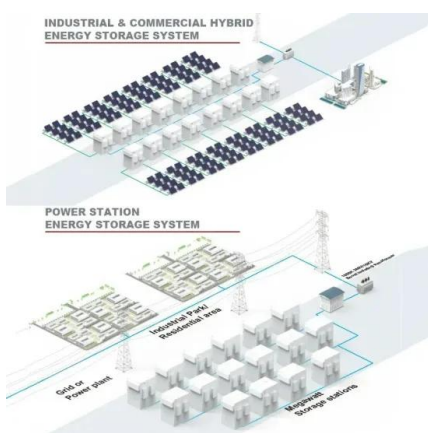 INDUSTRIAL & COMMERCIAL HYBRID
ENERGY STORAGE SYSTEM
POWER STATION
ENERGY STORAGE SYSTEM
Industrial Park/
Residential area
Grid or
Power plant
Megawatt
Storage stations